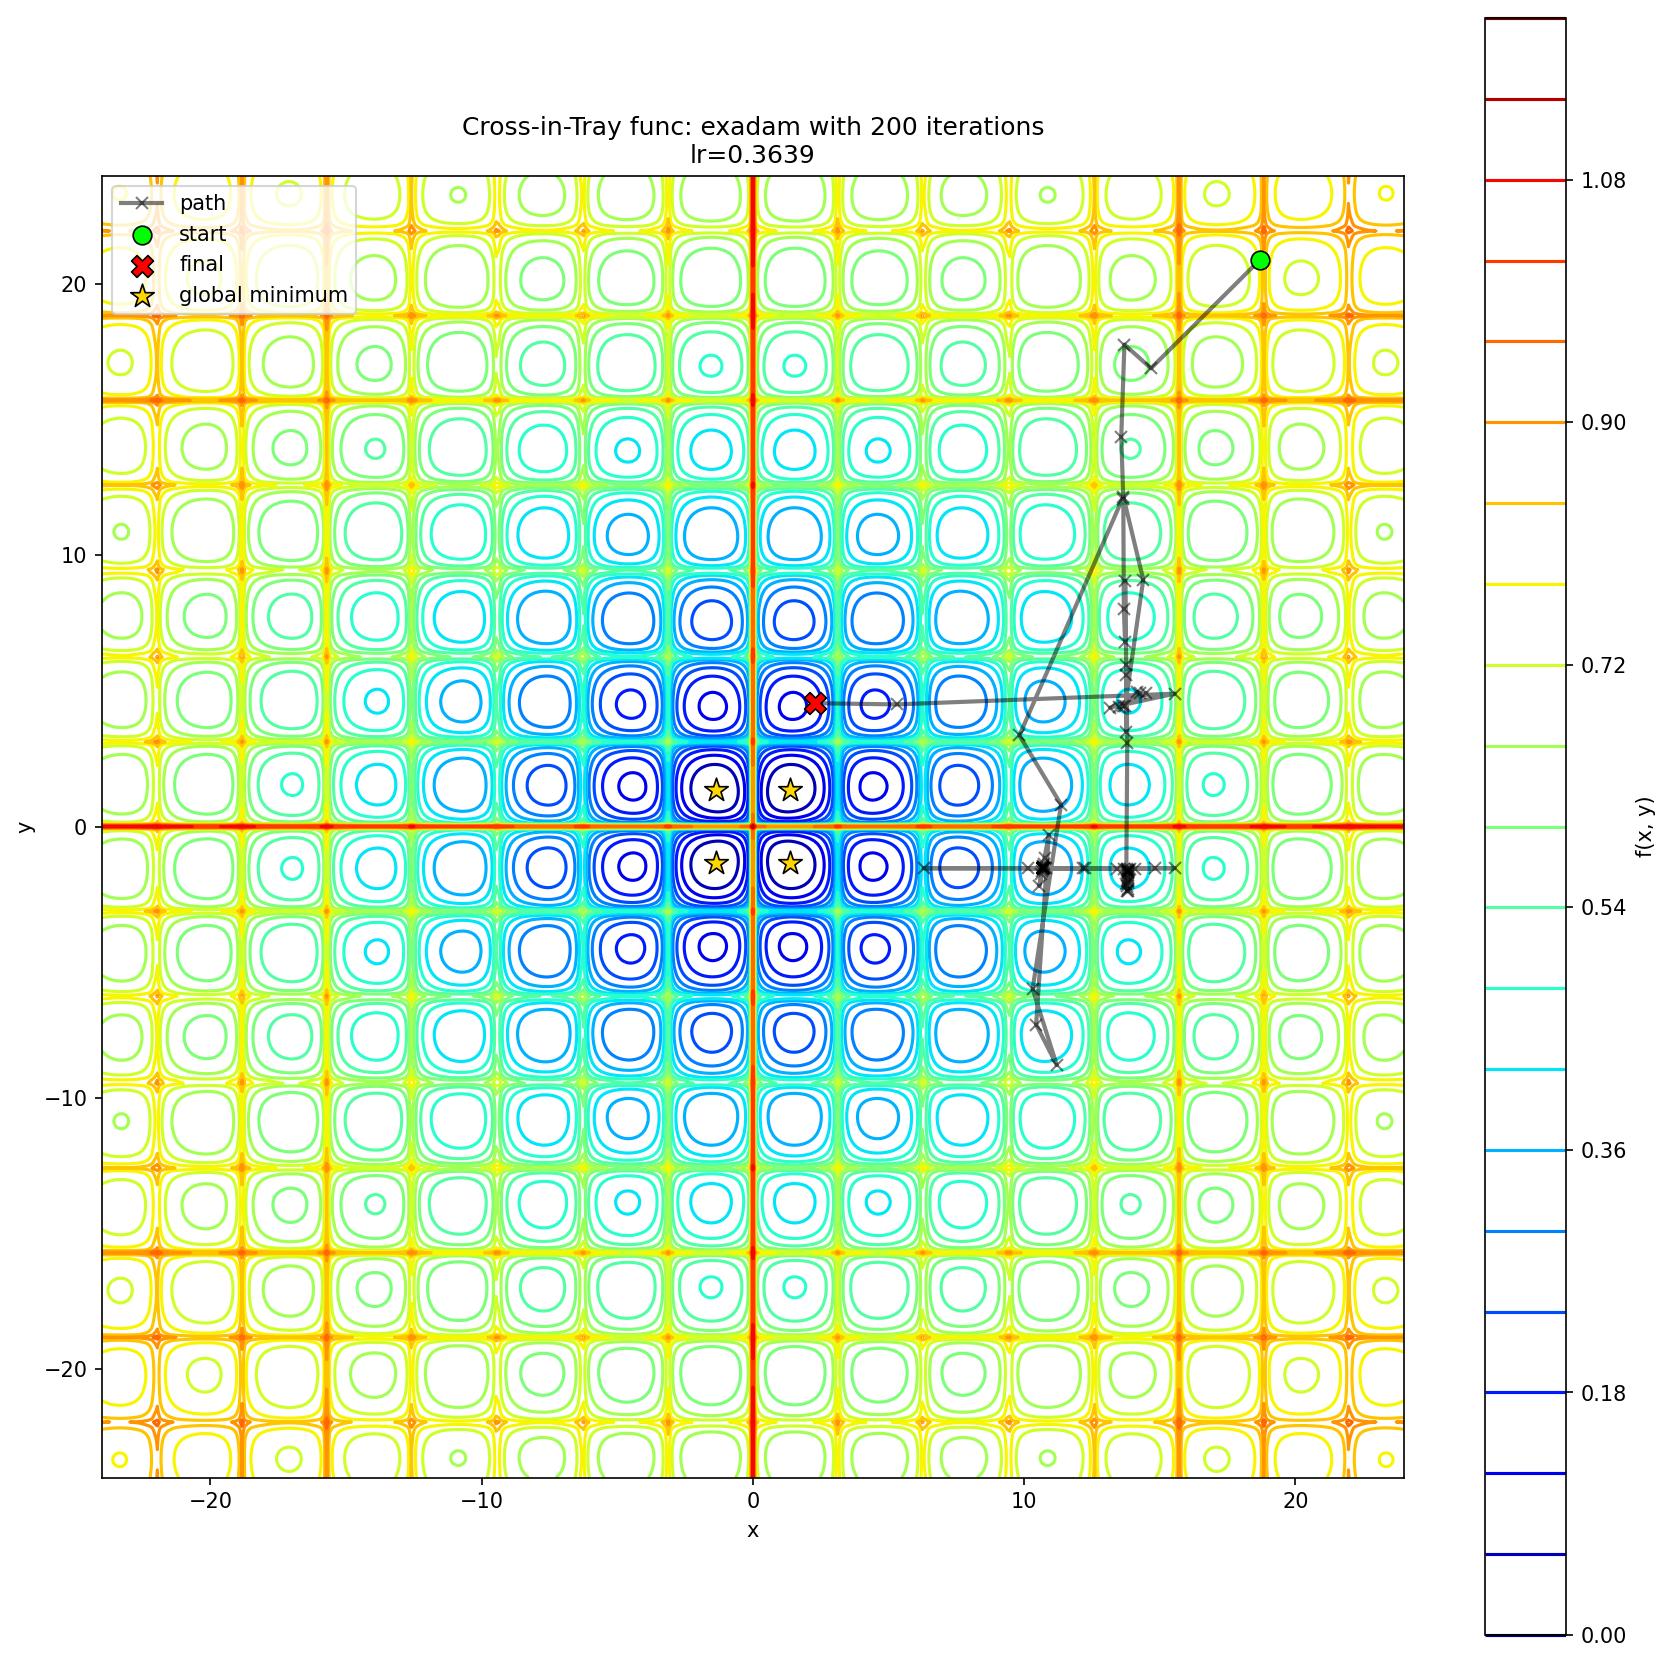 Cross-in-Tray func: exadam with 200 iterations
lr=0.3639
path
start
final
global minimum
20
10
0
−10
−20
y
−20
−10
0
10
20
x
1.08
0.90
0.72
0.54
0.36
0.18
0.00
f(x, y)